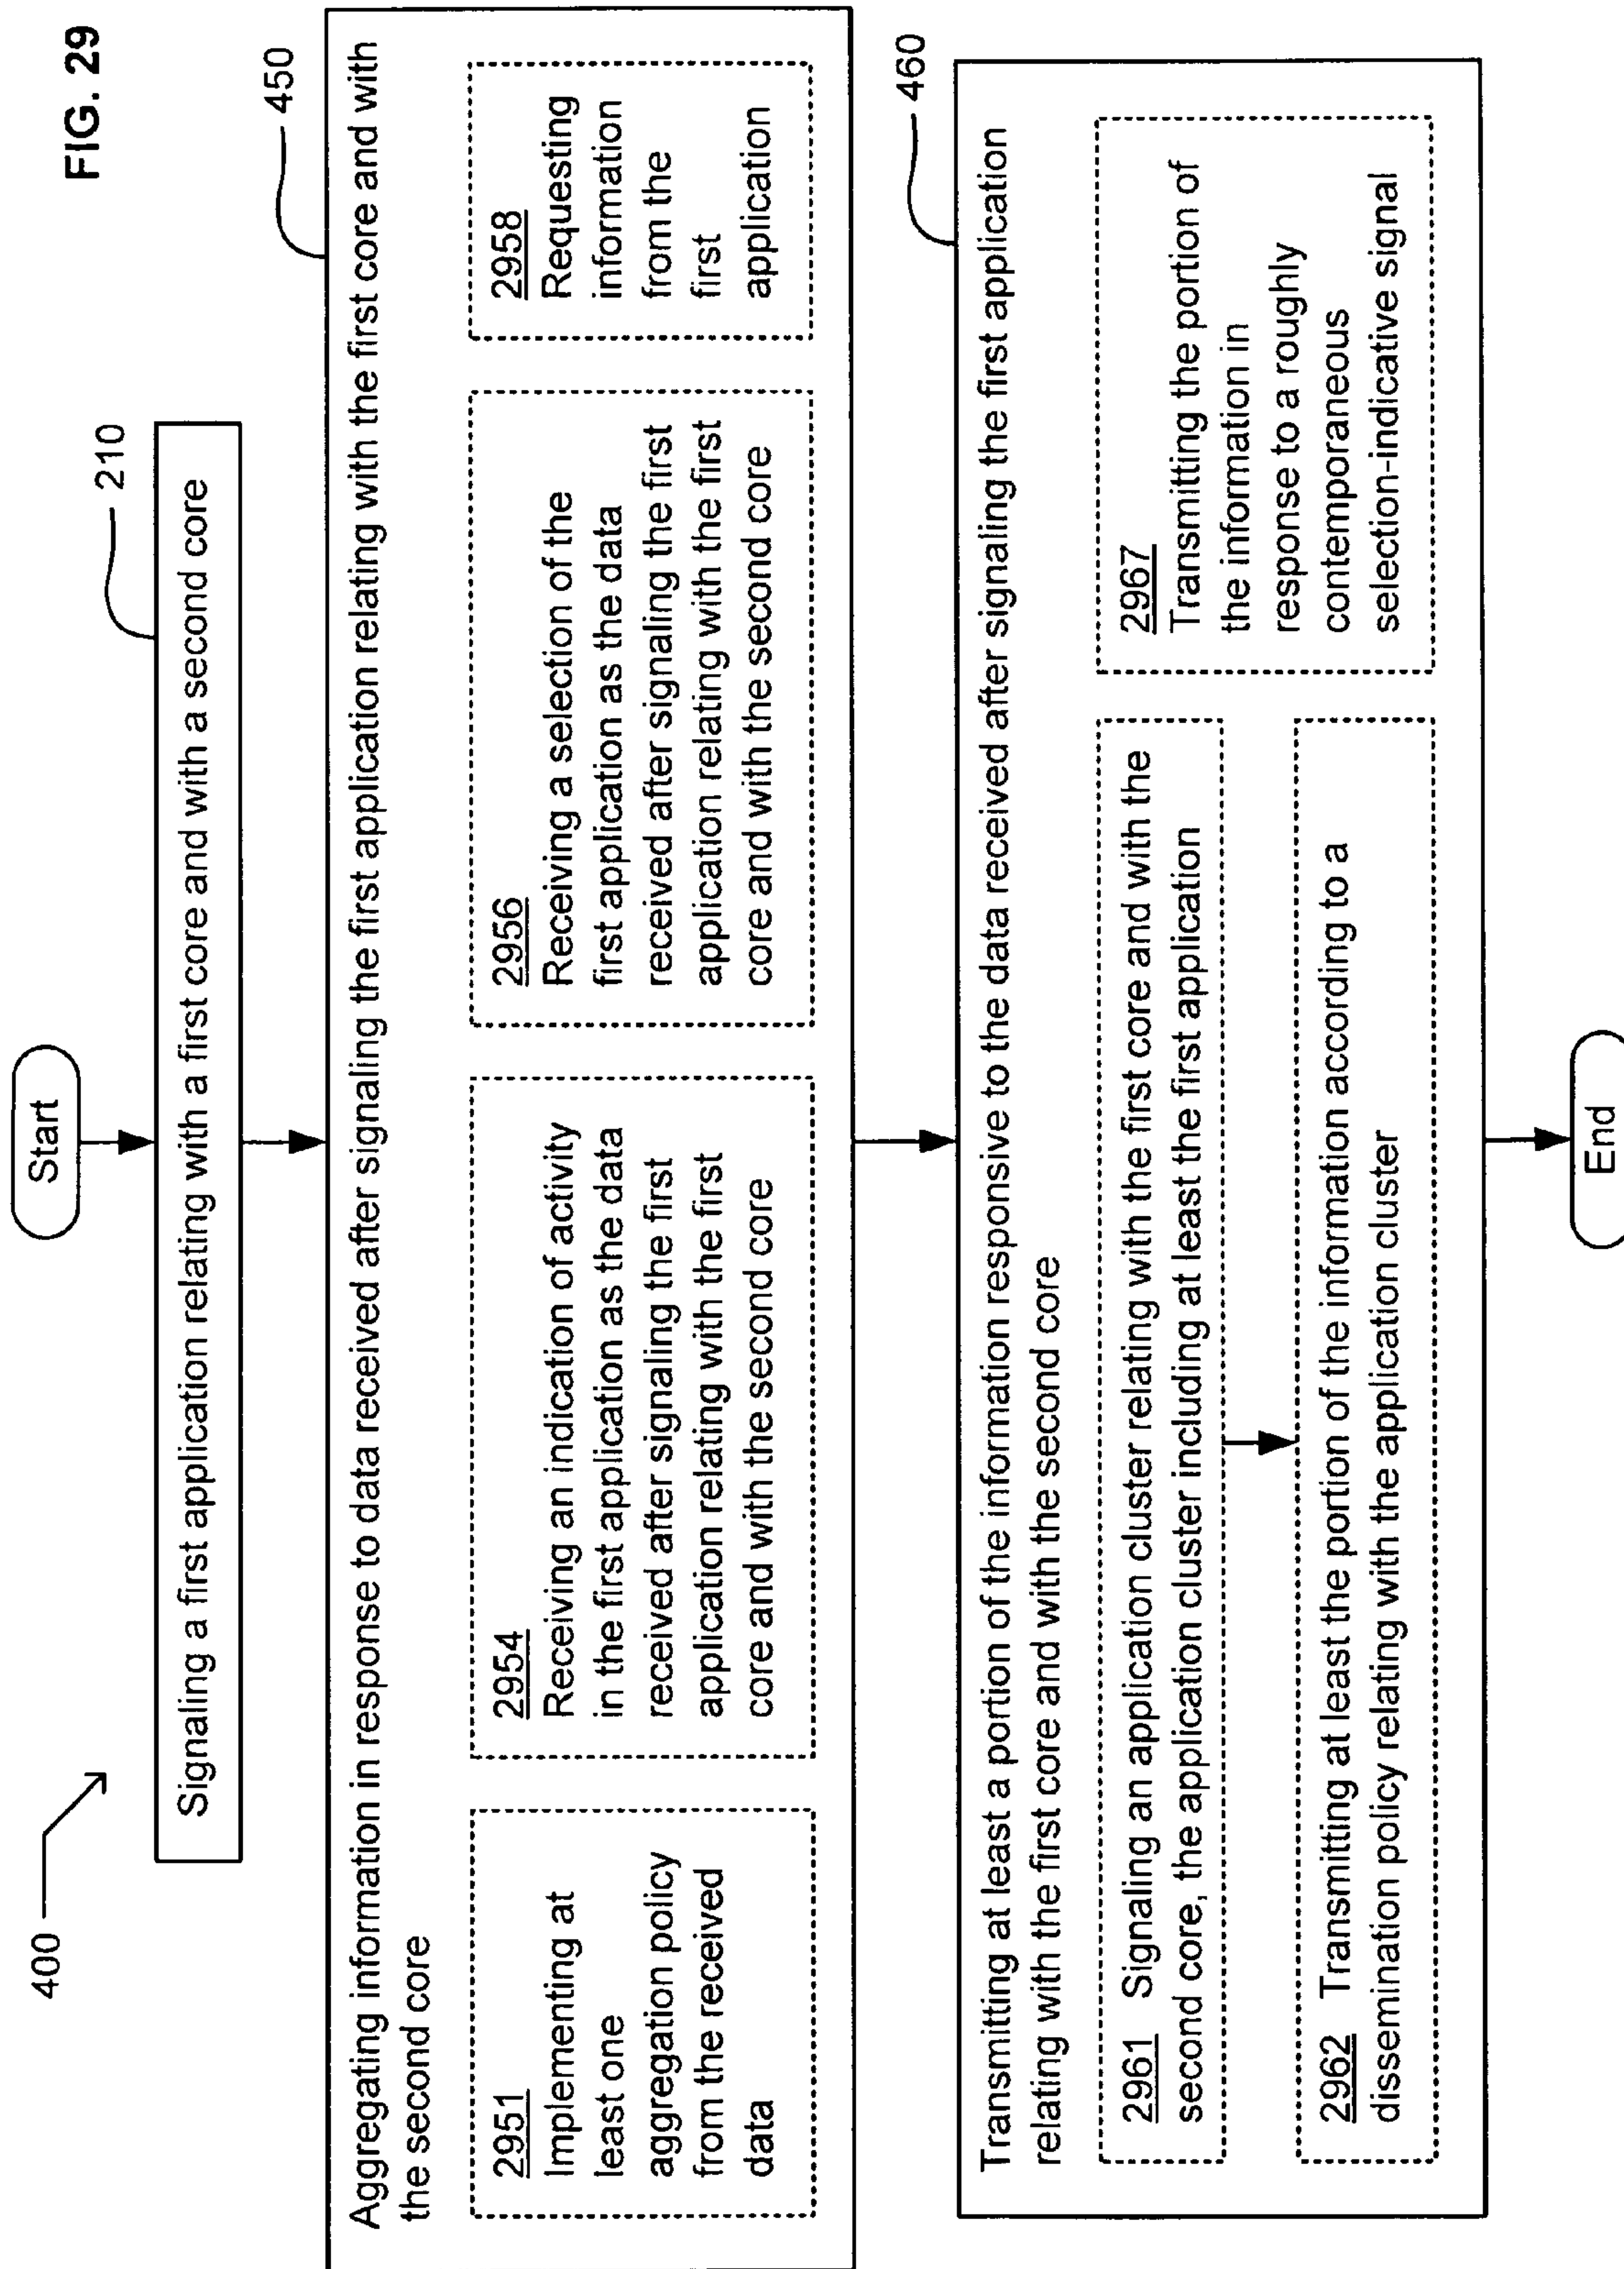 FIG. 29
400
Start
210
Signaling a first application relating with a first core and with a second core
450
Aggregating information in response to data received after signaling the first application relating with the first core and with
the second core
2951
Implementing at
least one
aggregation policy
from the received
data
2954
Receiving an indication of activity
in the first application as the data
received after signaling the first
application relating with the first
core and with the second core
2956
Receiving a selection of the
first application as the data
received after signaling the first
application relating with the first
core and with the second core
2958
Requesting
information
from the
first
application
460
Transmitting at least a portion of the information responsive to the data received after signaling the first application
relating with the first core and with the second core
2961 Signaling an application cluster relating with the first core and with the
second core, the application cluster including at least the first application
2962 Transmitting at least the portion of the information according to a
dissemination policy relating with the application cluster
2967
Transmitting the portion of
the information in
response to a roughly
contemporaneous
selection-indicative signal
End